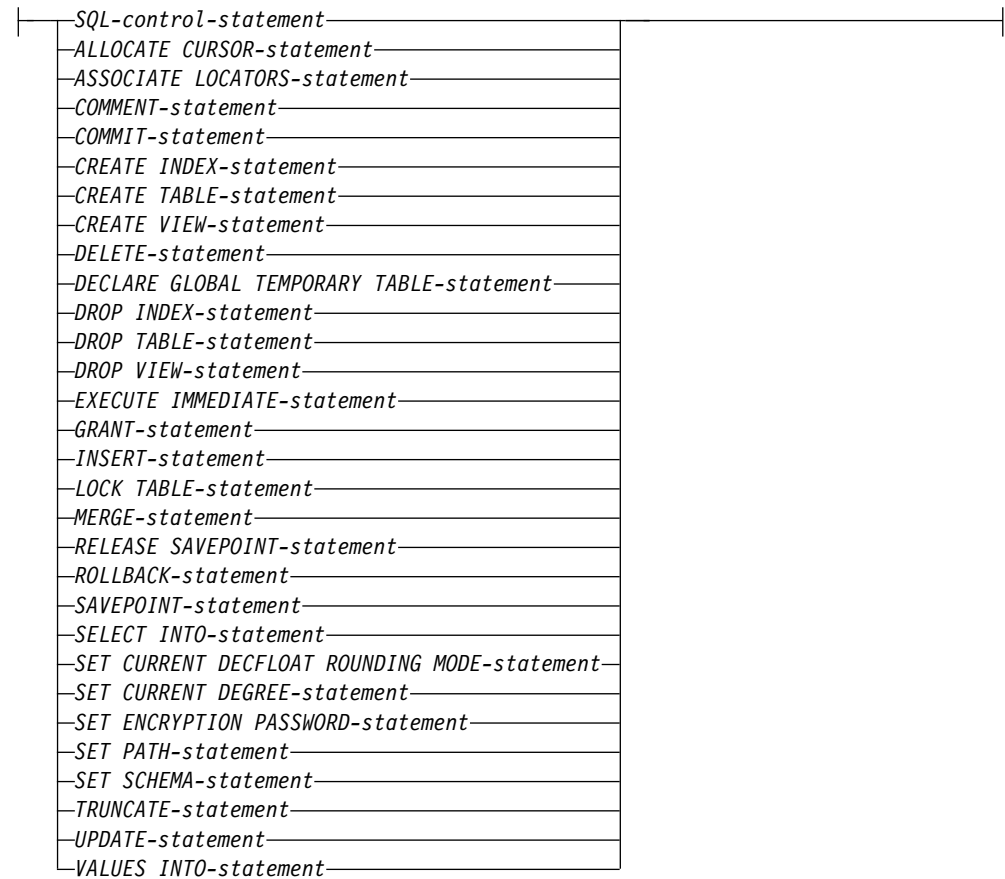 SQL-control-statement
ALLOCATE CURSOR-statement
ASSOCIATE LOCATORS-statement
COMMENT-statement
COMMIT-statement
CREATE INDEX-statement
CREATE TABLE-statement
CREATE VIEW-statement
DELETE-statement
DECLARE GLOBAL TEMPORARY TABLE-statement
DROP INDEX-statement
DROP TABLE-statement
DROP VIEW-statement
EXECUTE IMMEDIATE-statement
GRANT-statement
INSERT-statement
LOCK TABLE-statement
MERGE-statement
RELEASE SAVEPOINT-statement
ROLLBACK-statement
SAVEPOINT-statement
SELECT INTO-statement
SET CURRENT DECFLOAT ROUNDING MODE-statement
SET CURRENT DEGREE-statement
SET ENCRYPTION PASSWORD-statement
SET PATH-statement
SET SCHEMA-statement
TRUNCATE-statement
UPDATE-statement
VALUES INTO-statement